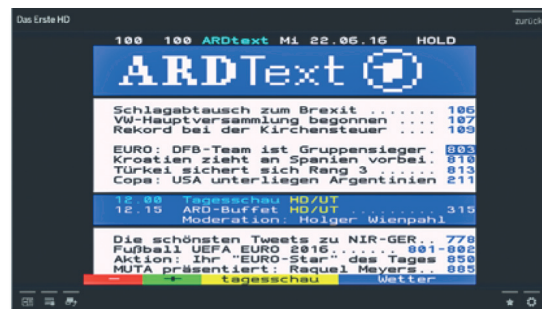 Das Erste HD
zurück
100 100 ARDtext Mi 22.06.16 HOLD
ARDText 1
Schlagabtausch zum Brexit ....... 106
VW-Hauptversammlung begonnen .... 107
Rekord bei der Kirchensteuer .... 109
EURO: DFB-Team ist Gruppensieger. 803
Kroatien zieht an Spanien vorbei. 810
Türkei sichert sich Rang 3 ...... 813
Copa: USA unterliegen Argentinien 211
12.00 Tagesschau HD/UT
12.15 ARD-Buffet HD/UT ......... 315
Moderation: Holger Wienpahl
Die schönsten Tweets zu NIR-GER.. 778
Fußball UEFA EURO 2016....... 801-802
Aktion: Ihr "EURO-Star" des Tages 850
MUTA präsentiert: Raquel Meyers.. 885
- + tagesschau Wetter